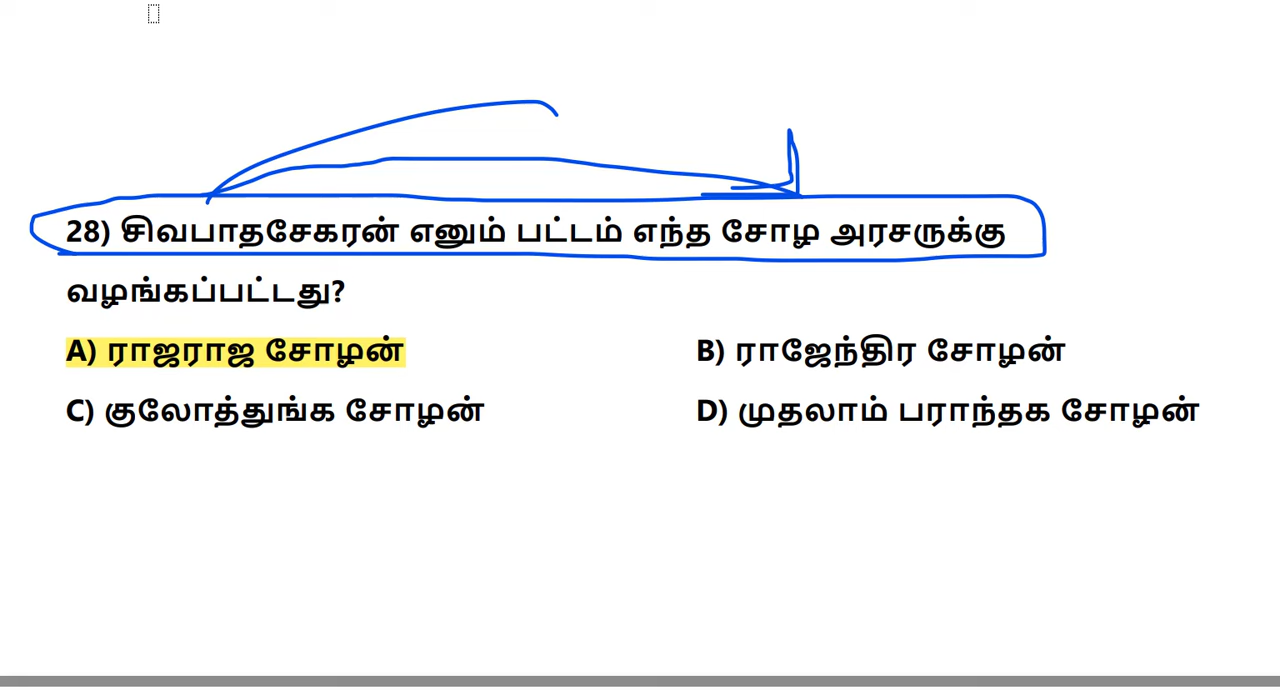 28) சிவபாதசேகரன் எனும் பட்டம் எந்த சோழ அரசருக்கு
வழங்கப்பட்டது?
A) ராஜராஜ சோழன்
B) ராஜேந்திர சோழன்
C) குலோத்துங்க சோழன்
D) முதலாம் பராந்தக சோழன்